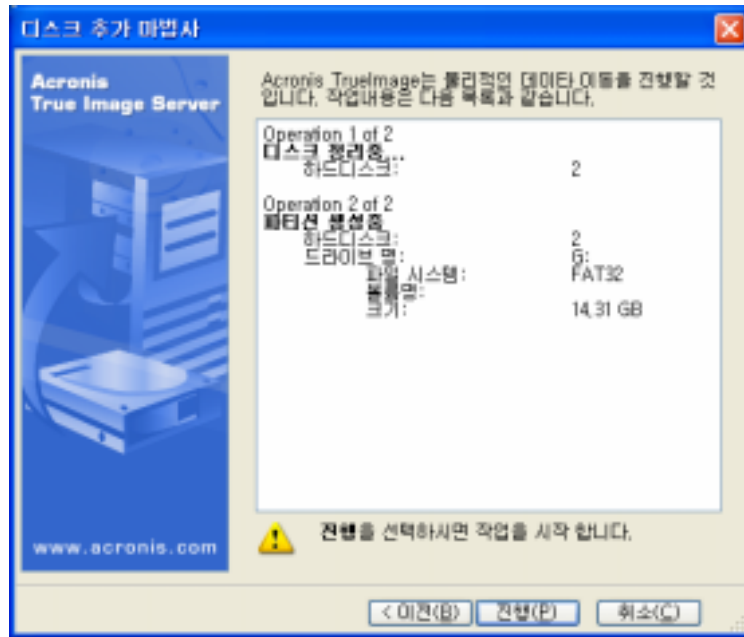 디스크 추가 마법사
Acronis
True Image Server
Acronis TrueImage는 물리적인 데이타 이동을 진행할 것
입니다. 작업내용은 다음 목록과 같습니다.
Operation 1 of 2
디스크 정리중...
하드디스크: 2
Operation 2 of 2
파티션 생성중
하드디스크: 2
드라이브 명: G:
파일 시스템: FAT32
볼륨명:
크기: 14,31 GB
진행을 선택하시면 작업을 시작 합니다.
www.acronis.com
< 이전(B) 진행(P) 취소(C)